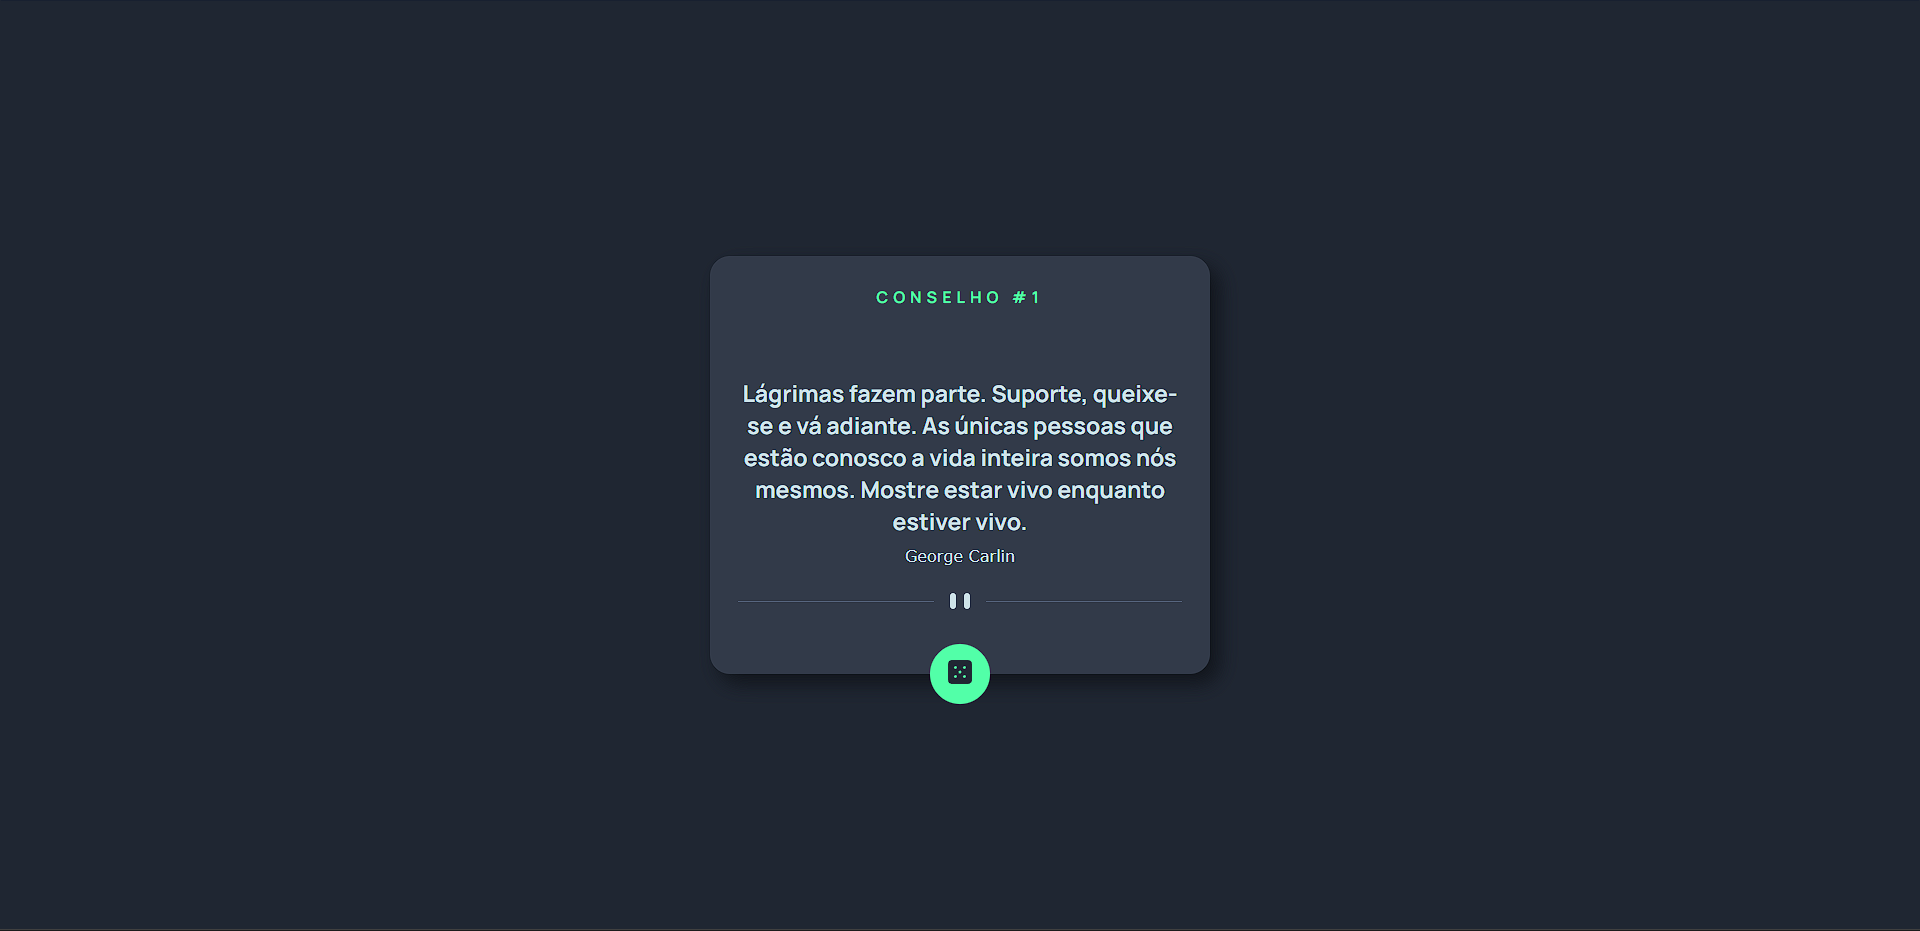 CONSELHO #1
Lágrimas fazem parte. Suporte, queixe-
se e vá adiante. As únicas pessoas que
estão conosco a vida inteira somos nós
mesmos. Mostre estar vivo enquanto
estiver vivo.
George Carlin